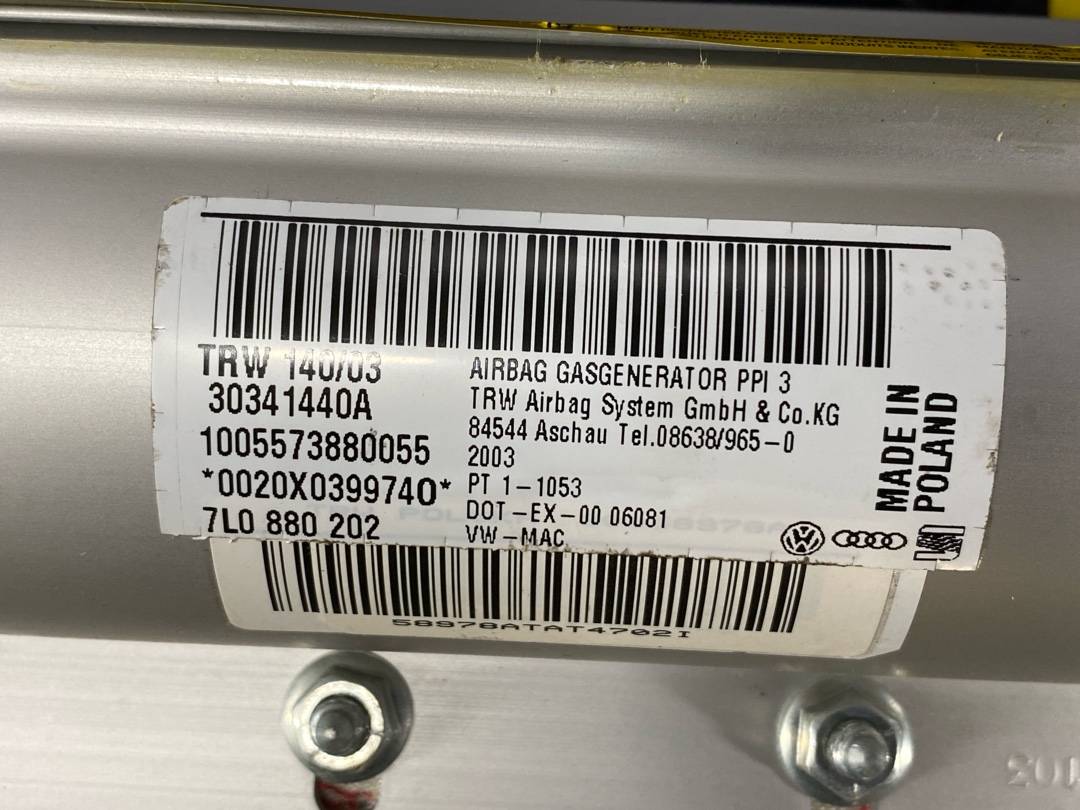 TRW 140/03
30341440A
1005573880055
*0020X0399740*
7L0 880 202
AIRBAG GASGENERATOR PPI 3
TRW Airbag System GmbH & Co.KG
84544 Aschau Tel.08638/965-0
2003
PT 1-1053
DOT-EX-00 06081
VW-MAC
MADE IN
POLAND
58978ATAT4702I